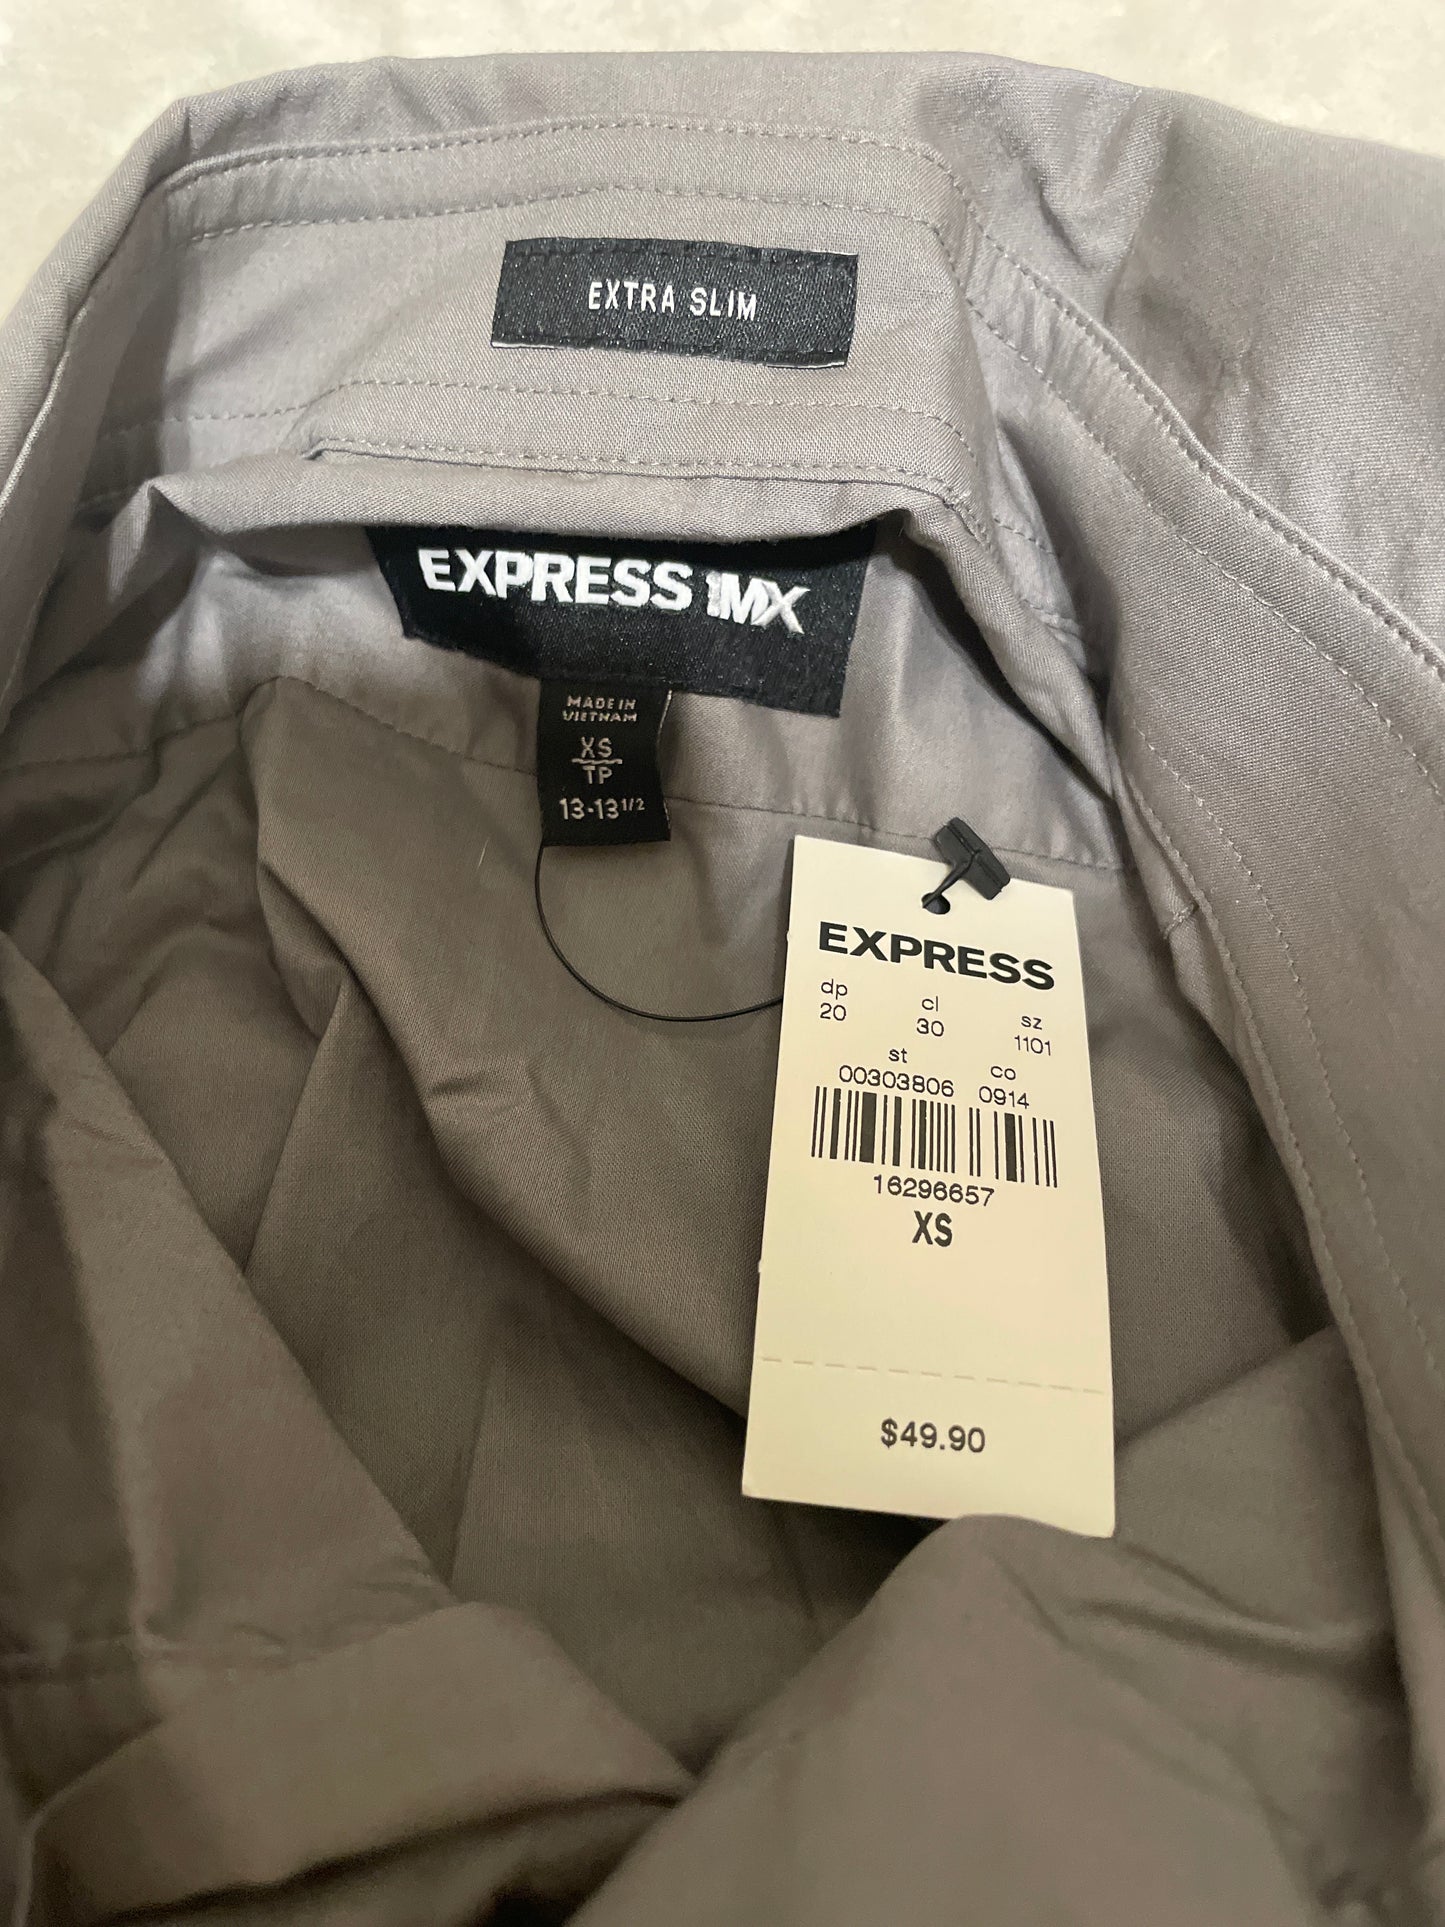 EXTRA SLIM
EXPRESS 1MX
MADE IN
VIETNAM
XS
TP
13-13 1/2
EXPRESS
dp cl sz
20 30 1101
st co
00303806 0914
16296657
XS
$49.90